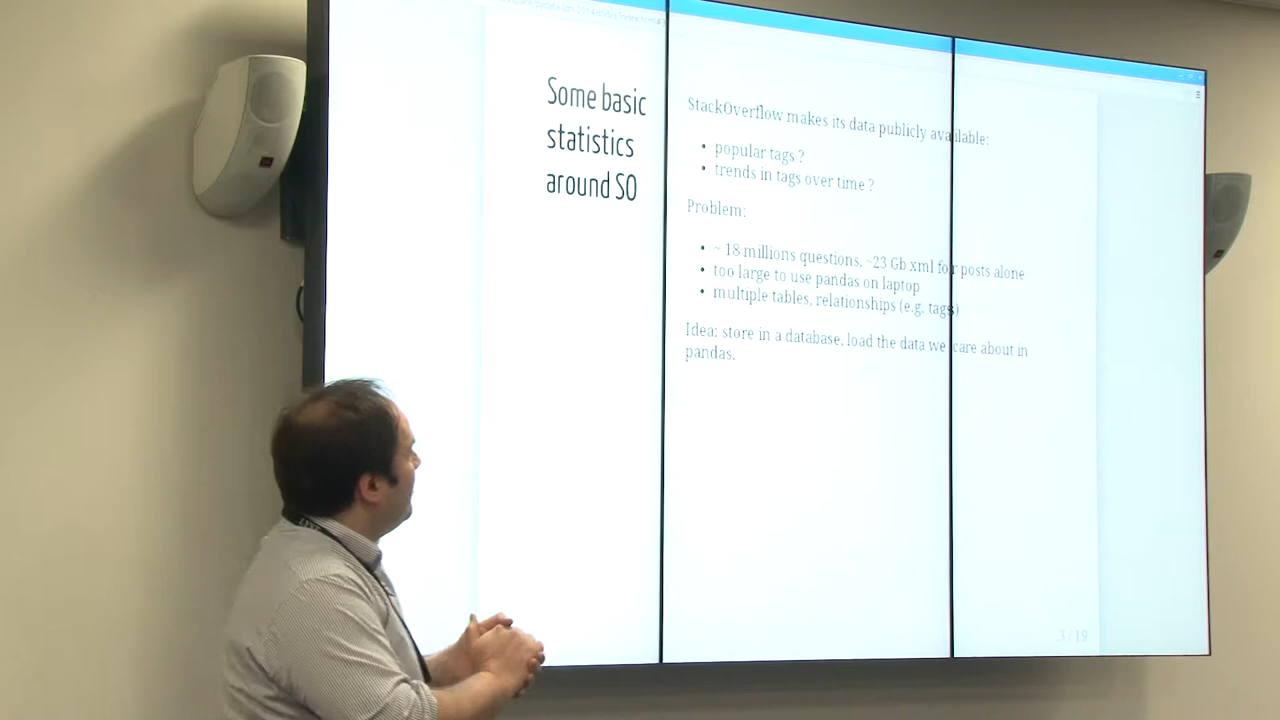 Some basic
statistics
around SO
StackOverflow makes its data publicly available:
• popular tags ?
• trends in tags over time ?
Problem:
• ~ 18 millions questions, ~23 Gb xml for posts alone
• too large to use pandas on laptop
• multiple tables, relationships (e.g. tags)
Idea: store in a database, load the data we care about in
pandas.
3 / 19